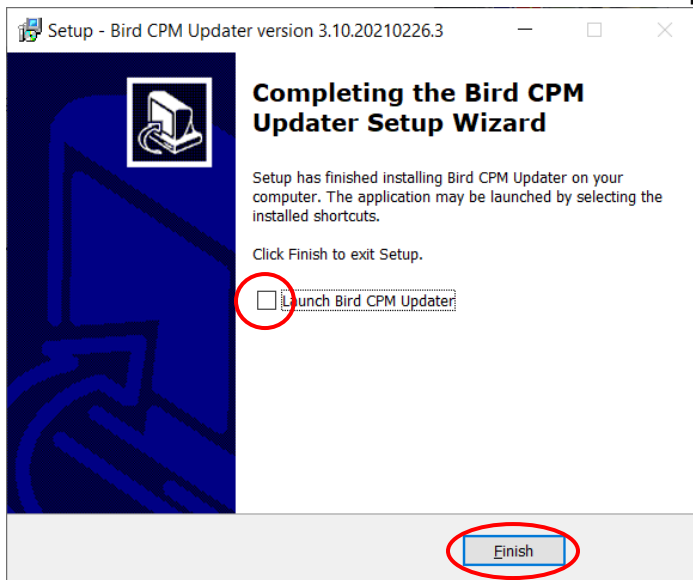 Setup - Bird CPM Updater version 3.10.20210226.3
Completing the Bird CPM
Updater Setup Wizard
Setup has finished installing Bird CPM Updater on your
computer. The application may be launched by selecting the
installed shortcuts.
Click Finish to exit Setup.
Launch Bird CPM Updater
Finish